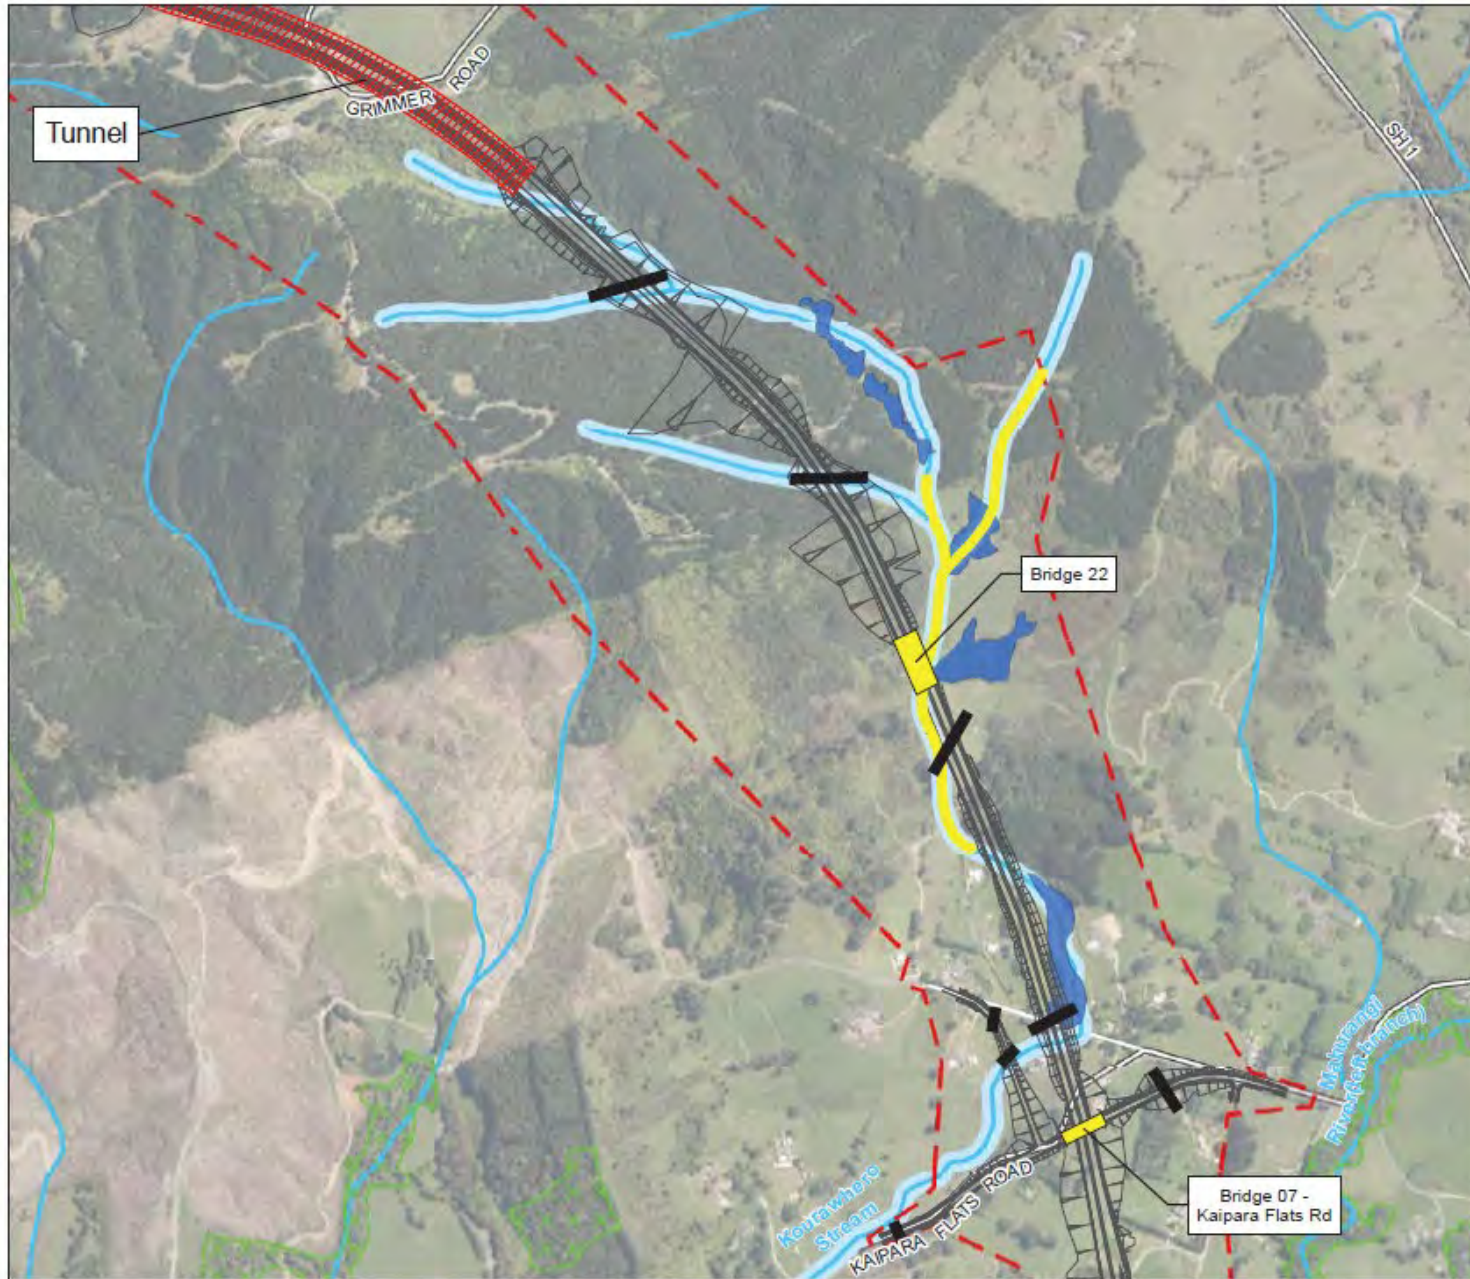 GRIMMER ROAD
Tunnel
SH 1
Bridge 22
Mahurangi
River (left branch)
Kourawhero
Stream
KAIPARA FLATS ROAD
Bridge 07 -
Kaipara Flats Rd